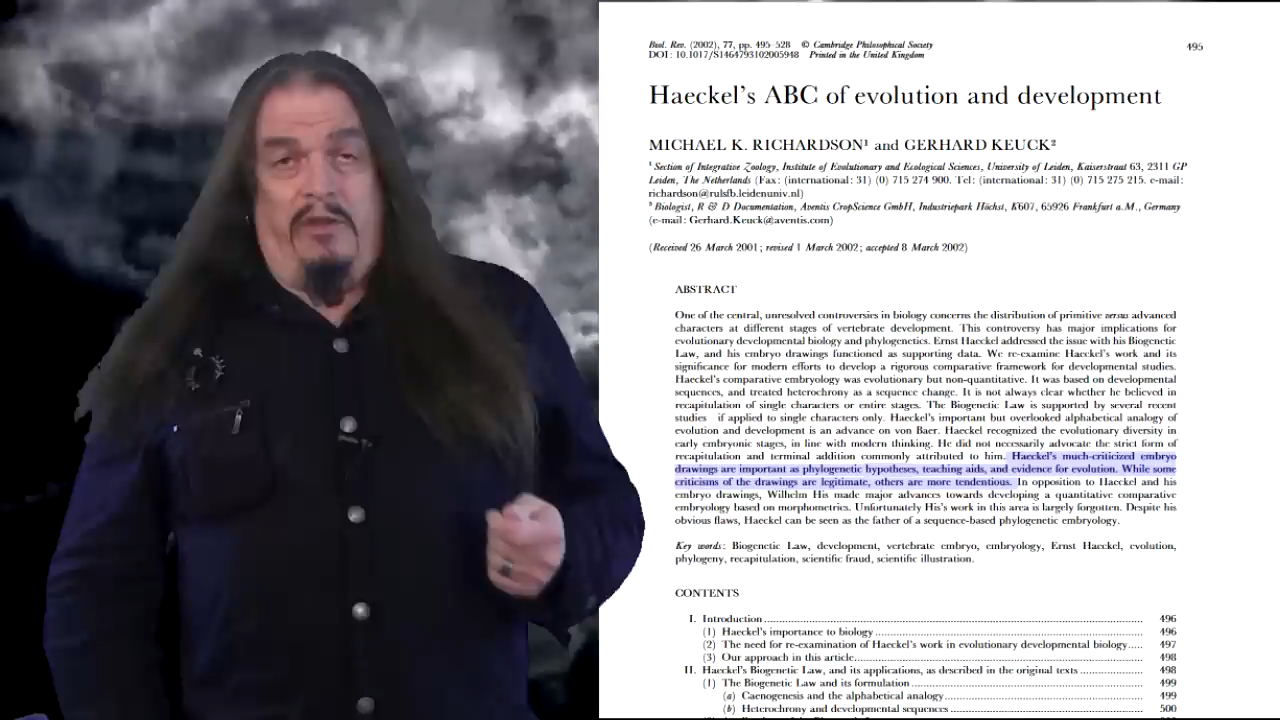 Biol. Rev. (2002), 77, pp. 495–528 © Cambridge Philosophical Society
DOI: 10.1017/S1464793102005948 Printed in the United Kingdom
495
Haeckel's ABC of evolution and development
MICHAEL K. RICHARDSON¹ and GERHARD KEUCK²
¹ Section of Integrative Zoology, Institute of Evolutionary and Ecological Sciences, University of Leiden, Kaiserstraat 63, 2311 GP
Leiden, The Netherlands (Fax: (international: 31) (0) 715 274 900. Tel: (international: 31) (0) 715 275 215. e-mail:
richardson@rulsfb.leidenuniv.nl)
² Biologist, R & D Documentation, Aventis CropScience GmbH, Industriepark Höchst, K607, 65926 Frankfurt a.M., Germany
(e-mail: Gerhard.Keuck@aventis.com)
(Received 26 March 2001; revised 1 March 2002; accepted 8 March 2002)
ABSTRACT
One of the central, unresolved controversies in biology concerns the distribution of primitive versus advanced
characters at different stages of vertebrate development. This controversy has major implications for
evolutionary developmental biology and phylogenetics. Ernst Haeckel addressed the issue with his Biogenetic
Law, and his embryo drawings functioned as supporting data. We re-examine Haeckel's work and its
significance for modern efforts to develop a rigorous comparative framework for developmental studies.
Haeckel's comparative embryology was evolutionary but non-quantitative. It was based on developmental
sequences, and treated heterochrony as a sequence change. It is not always clear whether he believed in
recapitulation of single characters or entire stages. The Biogenetic Law is supported by several recent
studies if applied to single characters only. Haeckel's important but overlooked alphabetical analogy of
evolution and development is an advance on von Baer. Haeckel recognized the evolutionary diversity in
early embryonic stages, in line with modern thinking. He did not necessarily advocate the strict form of
recapitulation and terminal addition commonly attributed to him. Haeckel's much-criticized embryo
drawings are important as phylogenetic hypotheses, teaching aids, and evidence for evolution. While some
criticisms of the drawings are legitimate, others are more tendentious. In opposition to Haeckel and his
embryo drawings, Wilhelm His made major advances towards developing a quantitative comparative
embryology based on morphometrics. Unfortunately His's work in this area is largely forgotten. Despite his
obvious flaws, Haeckel can be seen as the father of a sequence-based phylogenetic embryology.
Key words: Biogenetic Law, development, vertebrate embryo, embryology, Ernst Haeckel, evolution,
phylogeny, recapitulation, scientific fraud, scientific illustration.
CONTENTS
I. Introduction 496
(1) Haeckel's importance to biology 496
(2) The need for re-examination of Haeckel's work in evolutionary developmental biology 497
(3) Our approach in this article 498
II. Haeckel's Biogenetic Law, and its applications, as described in the original texts 498
(1) The Biogenetic Law and its formulation 499
(a) Caenogenesis and the alphabetical analogy 499
(b) Heterochrony and developmental sequences 500